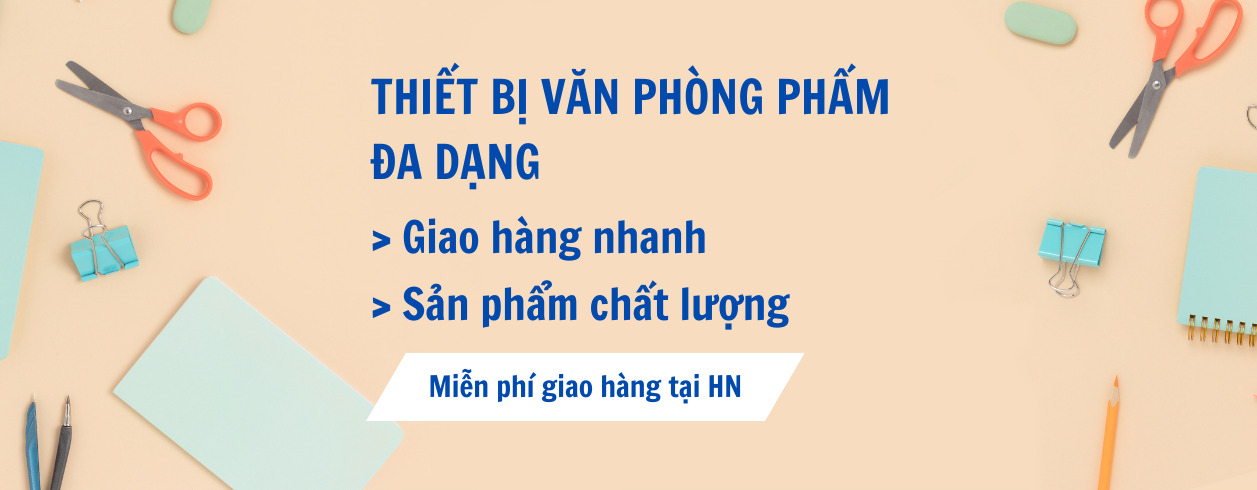 THIẾT BỊ VĂN PHÒNG PHẨM
ĐA DẠNG
> Giao hàng nhanh
> Sản phẩm chất lượng
Miễn phí giao hàng tại HN